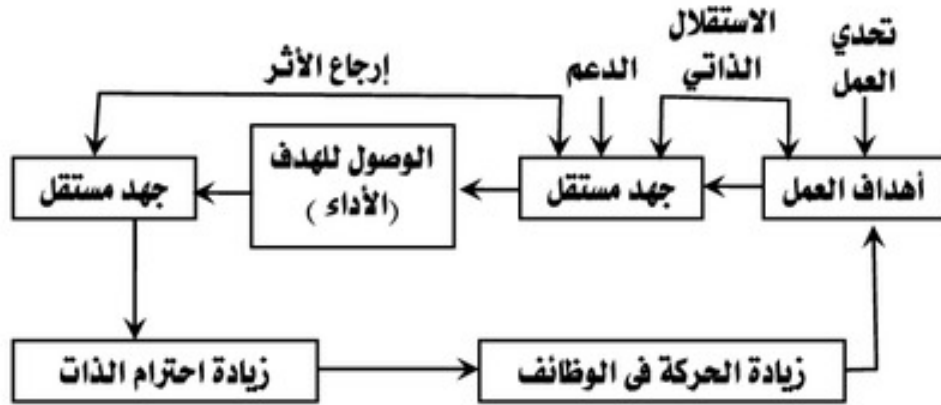 تحدي
العمل
الاستقلال
الذاتي
الدعم
إرجاع الأثر
أهداف العمل
جهد مستقل
الوصول للهدف
(الأداء)
جهد مستقل
زيادة احترام الذات
زيادة الحركة فى الوظائف